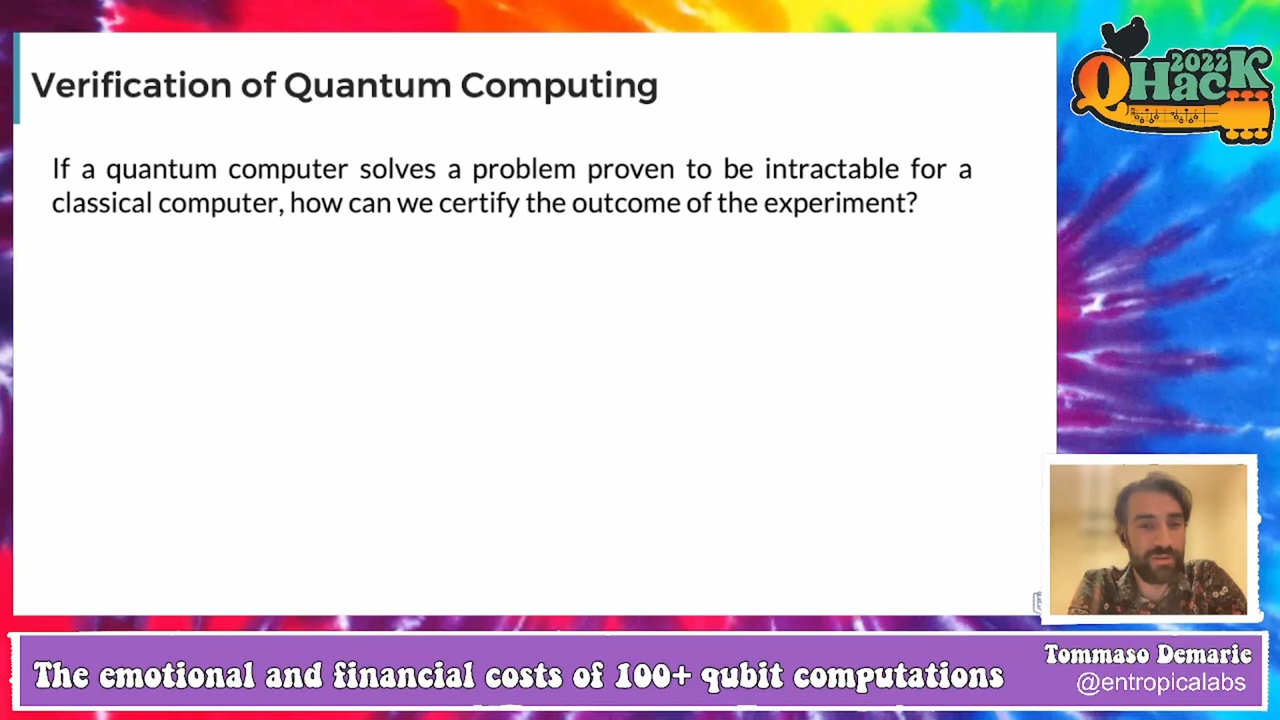 Verification of Quantum Computing
If a quantum computer solves a problem proven to be intractable for a
classical computer, how can we certify the outcome of the experiment?
2022
QHacK
The emotional and financial costs of 100+ qubit computations
Tommaso Demarie
@entropicalabs